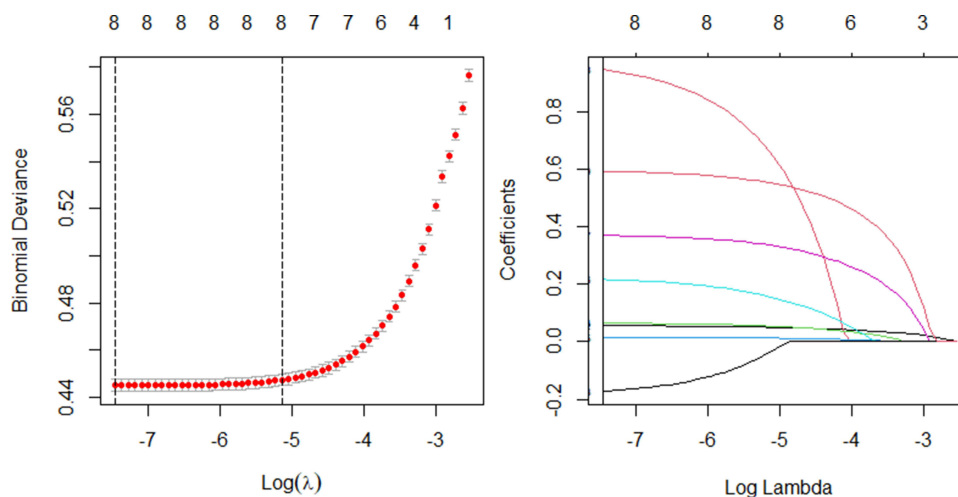 8 8 8 8 8 7 7 6 4 1
0.56
0.52
0.48
0.44
Binomial Deviance
-7 -6 -5 -4 -3
Log(λ)
8 8 8 6 3
0.8
0.6
0.4
0.2
0.0
-0.2
Coefficients
-7 -6 -5 -4 -3
Log Lambda